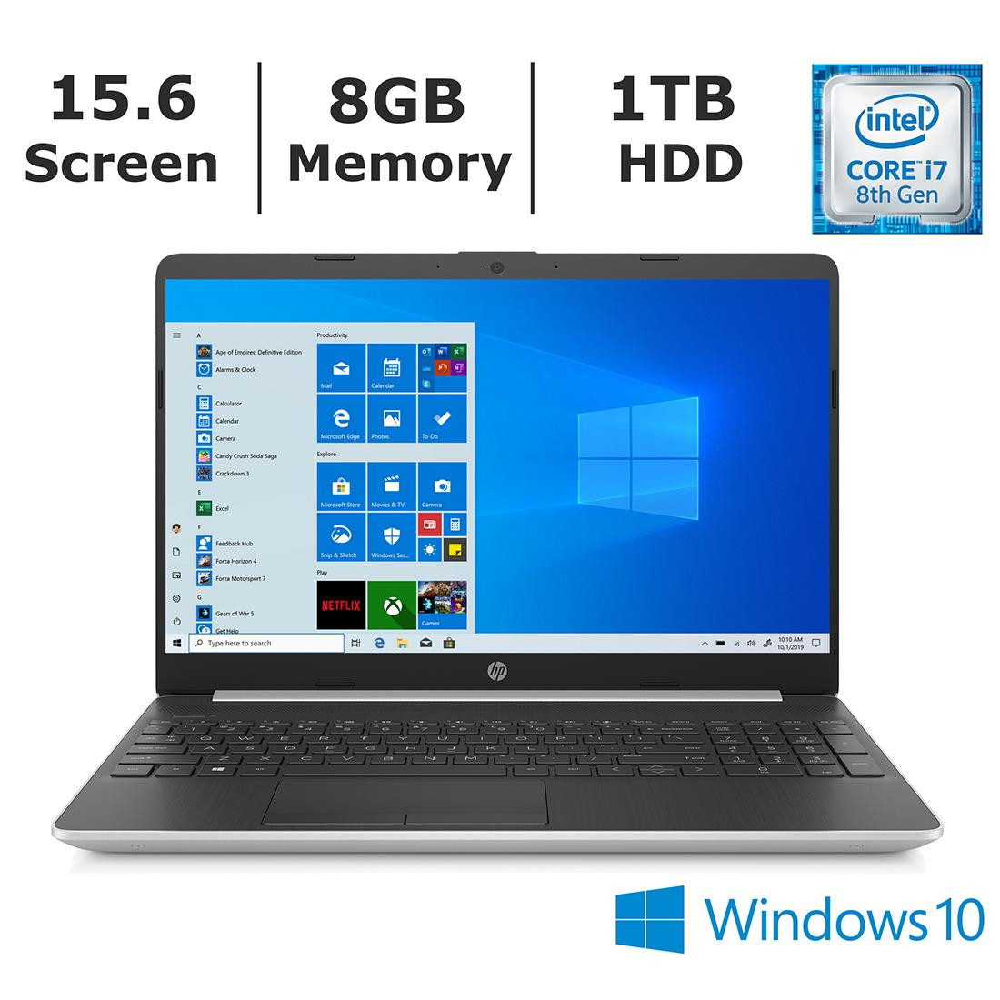 15.6
Screen
8GB
Memory
1TB
HDD
intel
CORE™ i7
8th Gen
A
Age of Empires: Definitive Edition
Alarms & Clock
C
Calculator
Calendar
Camera
Candy Crush Soda Saga
Crackdown 3
E
Excel
F
Feedback Hub
Forza Horizon 4
Forza Motorsport 7
G
Gears of War 5
Get Help
Productivity
Mail
Calendar
Microsoft Edge
Photos
To-Do
Explore
Microsoft Store
Movies & TV
Camera
Snip & Sketch
Windows Sec...
Play
NETFLIX
Games
Type here to search
10:10 AM
10/1/2019
hp
Q W E R T Y U I O P
A S D F G H J K L
Z X C V B N M
Windows 10